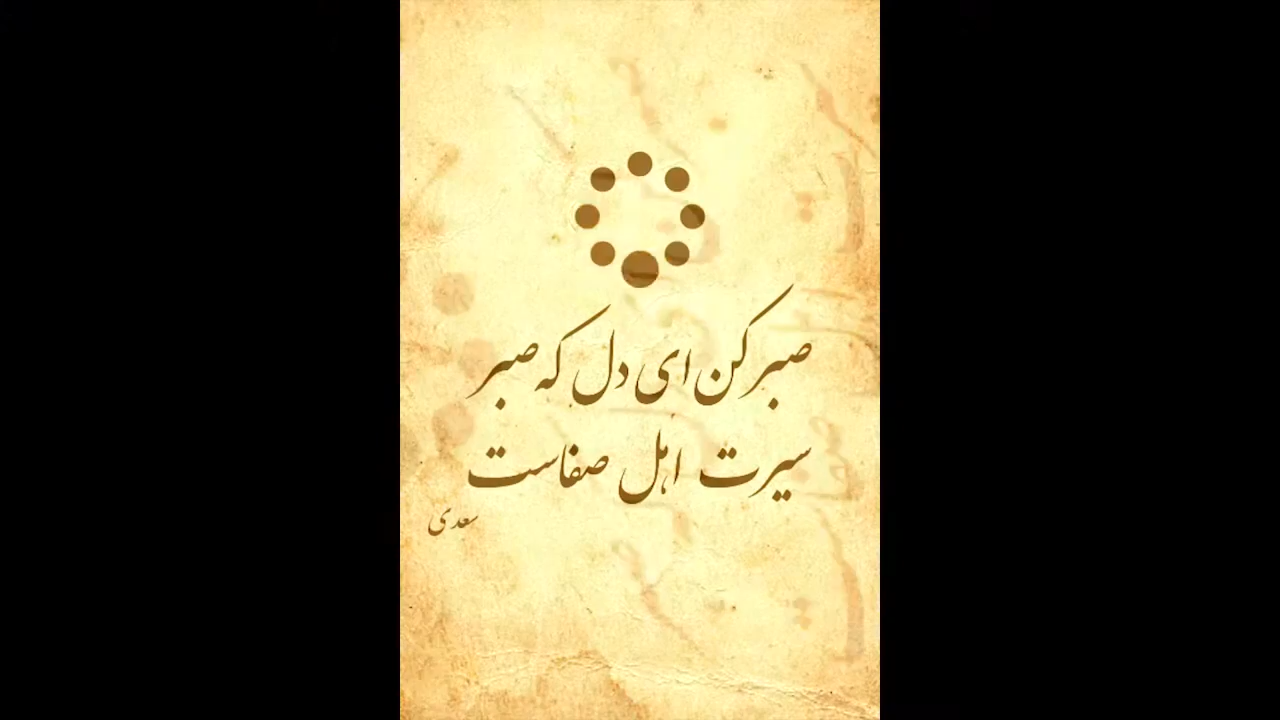 صبر کن ای دل که صبر
سیرت اهل صفاست
سعدی